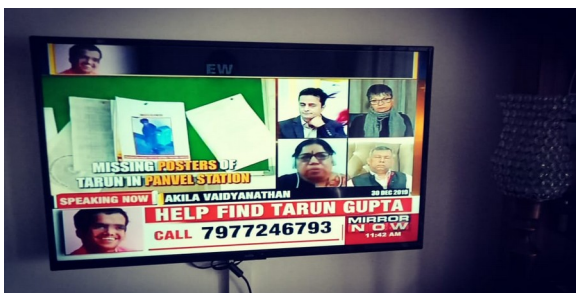 EW
MISSING POSTERS OF
TARUN IN PANVEL STATION
SPEAKING NOW
AKILA VAIDYANATHAN
30 DEC 2019
HELP FIND TARUN GUPTA
CALL 7977246793
MIRROR
NOW
11:42 AM